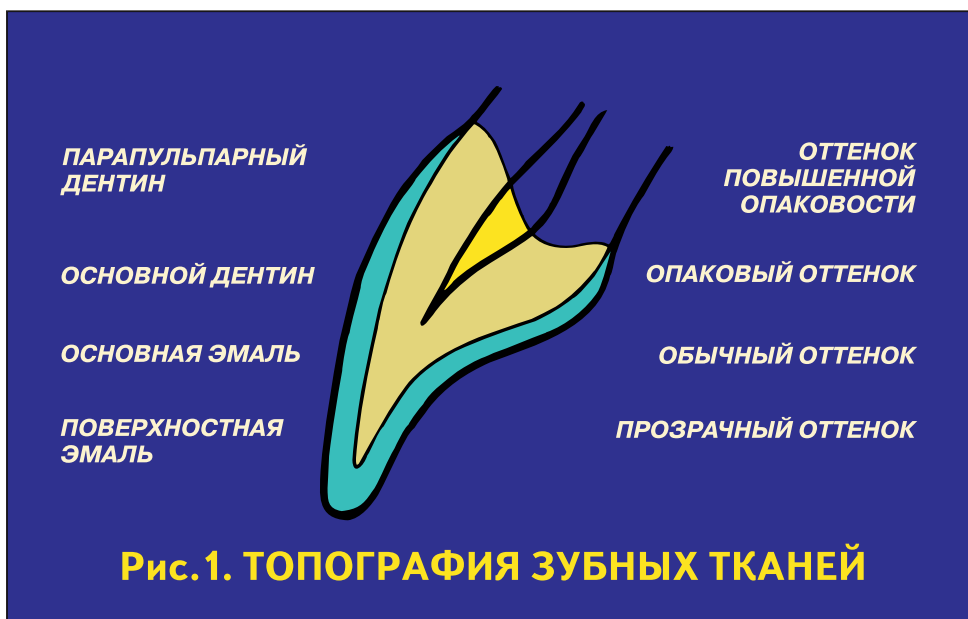 ПАРАПУЛЬПАРНЫЙ
ДЕНТИН
ОСНОВНОЙ ДЕНТИН
ОСНОВНАЯ ЭМАЛЬ
ПОВЕРХНОСТНАЯ
ЭМАЛЬ
ОТТЕНОК
ПОВЫШЕННОЙ
ОПАКОВОСТИ
ОПАКОВЫЙ ОТТЕНОК
ОБЫЧНЫЙ ОТТЕНОК
ПРОЗРАЧНЫЙ ОТТЕНОК
Рис.1. ТОПОГРАФИЯ ЗУБНЫХ ТКАНЕЙ